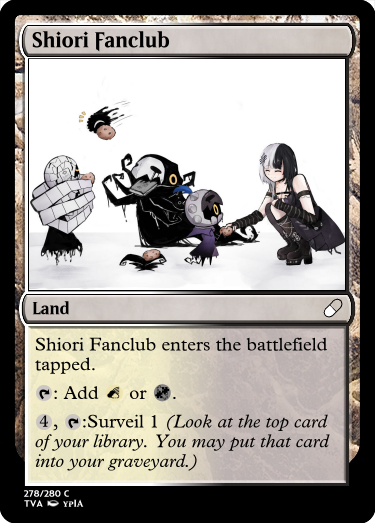 Shiori Fanclub
Land
Shiori Fanclub enters the battlefield
tapped.
: Add or .
4, :Surveil 1 (Look at the top card
of your library. You may put that card
into your graveyard.)
278/280 C
TVA YPIA